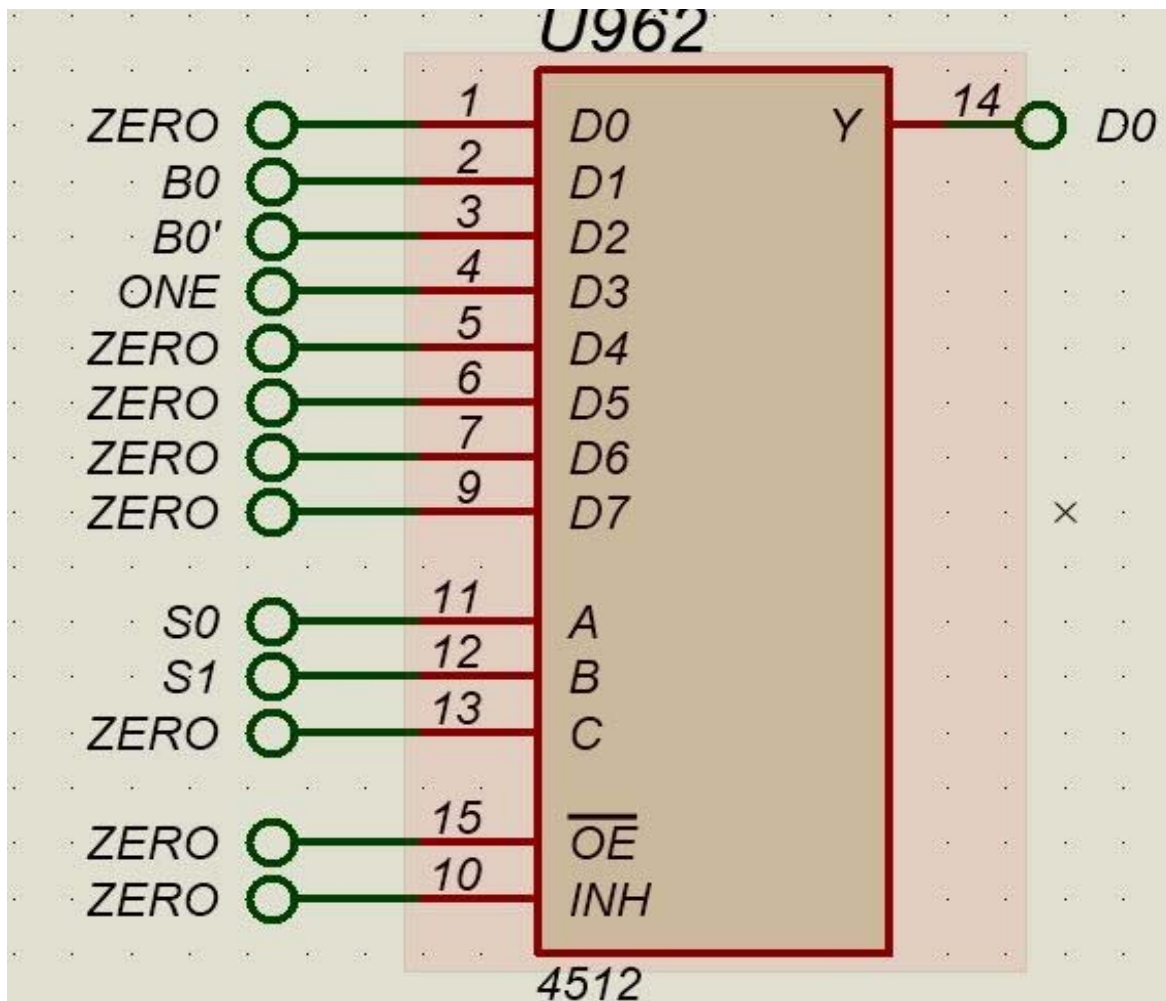 U962
ZERO 1 D0 Y 14 D0
B0 2 D1
B0' 3 D2
ONE 4 D3
ZERO 5 D4
ZERO 6 D5
ZERO 7 D6
ZERO 9 D7
S0 11 A
S1 12 B
ZERO 13 C
ZERO 15 OE
ZERO 10 INH
4512